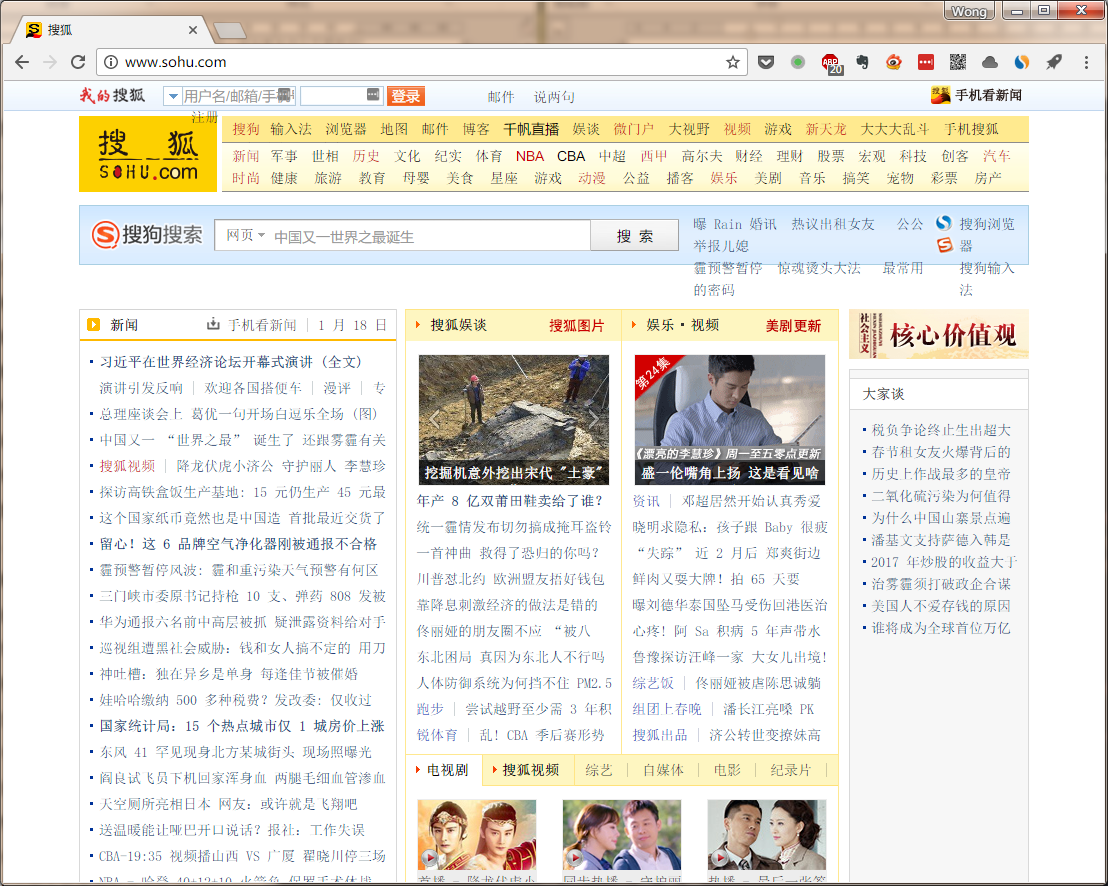 Wong
搜狐
www.sohu.com
ABP
20
我的搜狐
用户名/邮箱/手
登录
邮件 说两句
搜狐
手机看新闻
注册
搜狐
SOHU.com
搜狗 输入法 浏览器 地图 邮件 博客 千帆直播 娱谈 微门户 大视野 视频 游戏 新天龙 大大大乱斗 手机搜狐
新闻 军事 世相 历史 文化 纪实 体育 NBA CBA 中超 西甲 高尔夫 财经 理财 股票 宏观 科技 创客 汽车
时尚 健康 旅游 教育 母婴 美食 星座 游戏 动漫 公益 播客 娱乐 美剧 音乐 搞笑 宠物 彩票 房产
搜狗搜索
网页
中国又一世界之最诞生
搜 索
曝 Rain 婚讯 热议出租女友 公公
举报儿媳
霾预警暂停 惊魂烫头大法 最常用
的密码
搜狗浏览
器
搜狗输入
法
新闻
手机看新闻 | 1 月 18 日
习近平在世界经济论坛开幕式演讲 (全文)
演讲引发反响 | 欢迎各国搭便车 | 漫评 | 专
总理座谈会上 葛优一句开场白逗乐全场 (图)
中国又一 “世界之最” 诞生了 还跟雾霾有关
搜狐视频 | 降龙伏虎小济公 守护丽人 李慧珍
探访高铁盒饭生产基地: 15 元仍生产 45 元最
这个国家纸币竟然也是中国造 首批最近交货了
留心! 这 6 品牌空气净化器刚被通报不合格
霾预警暂停风波: 霾和重污染天气预警有何区
三门峡市委原书记持枪 10 支、弹药 808 发被
华为通报六名前中高层被抓 疑泄露资料给对手
巡视组遭黑社会威胁: 钱和女人搞不定的 用刀
神吐槽: 独在异乡是单身 每逢佳节被催婚
娃哈哈缴纳 500 多种税费? 发改委: 仅收过
国家统计局: 15 个热点城市仅 1 城房价上涨
东风 41 罕见现身北方某城街头 现场照曝光
阎良试飞员下机回家浑身血 两腿毛细血管渗血
天空厕所亮相日本 网友: 或许就是飞翔吧
送温暖能让哑巴开口说话? 报社: 工作失误
CBA-19:35 视频播山西 VS 广厦 翟晓川停三场
搜狐娱谈
搜狐图片
挖掘机意外挖出宋代 "土豪"
年产 8 亿双莆田鞋卖给了谁?
统一霾情发布切勿搞成掩耳盗铃
一首神曲 救得了恐归的你吗?
川普怼北约 欧洲盟友捂好钱包
靠降息刺激经济的做法是错的
佟丽娅的朋友圈不应 “被八
东北困局 真因为东北人不行吗
人体防御系统为何挡不住 PM2.5
跑步 | 尝试越野至少需 3 年积
锐体育 | 乱! CBA 季后赛形势
娱乐·视频
美剧更新
第24集
《漂亮的李慧珍》周一至五零点更新
盛一伦嘴角上扬 这是看见啥
资讯 | 邓超居然开始认真秀爱
晓明求隐私: 孩子跟 Baby 很疲
“失踪” 近 2 月后 郑爽街边
鲜肉又耍大牌! 拍 65 天要
曝刘德华泰国坠马受伤回港医治
心疼! 阿 Sa 积病 5 年声带水
鲁豫探访汪峰一家 大女儿出境!
综艺饭 | 佟丽娅被虐陈思诚躺
组团上春晚 | 潘长江亮嗓 PK
搜狐出品 | 济公转世变撩妹高
电视剧 搜狐视频 综艺 | 自媒体 | 电影 | 纪录片 |
社会主义
核心价值观
大家谈
税负争论终止生出超大
春节租女友火爆背后的
历史上作战最多的皇帝
二氧化硫污染为何值得
为什么中国山寨景点遍
潘基文支持萨德入韩是
2017 年炒股的收益大于
治雾霾须打破政企合谋
美国人不爱存钱的原因
谁将成为全球首位万亿